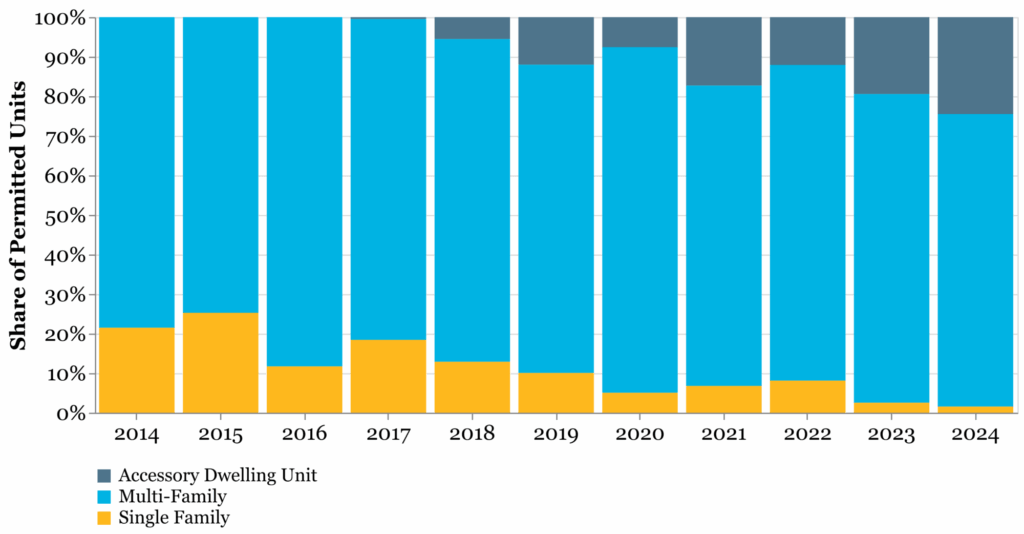 Share of Permitted Units
100%
90%
80%
70%
60%
50%
40%
30%
20%
10%
0%
2014 2015 2016 2017 2018 2019 2020 2021 2022 2023 2024
Accessory Dwelling Unit
Multi-Family
Single Family